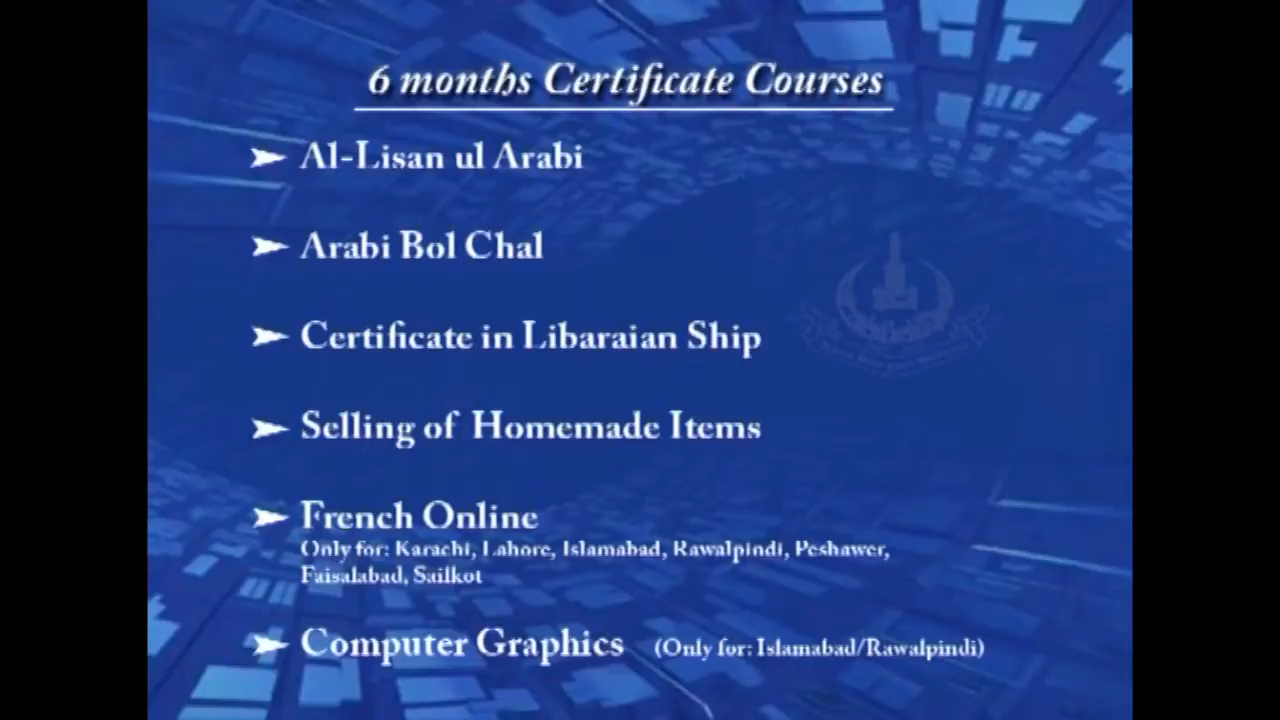 6 months Certificate Courses
➢ Al-Lisan ul Arabi
➢ Arabi Bol Chal
➢ Certificate in Libaraian Ship
➢ Selling of Homemade Items
➢ French Online
Only for: Karachi, Lahore, Islamabad, Rawalpindi, Peshawer,
Faisalabad, Sailkot
➢ Computer Graphics (Only for: Islamabad/Rawalpindi)